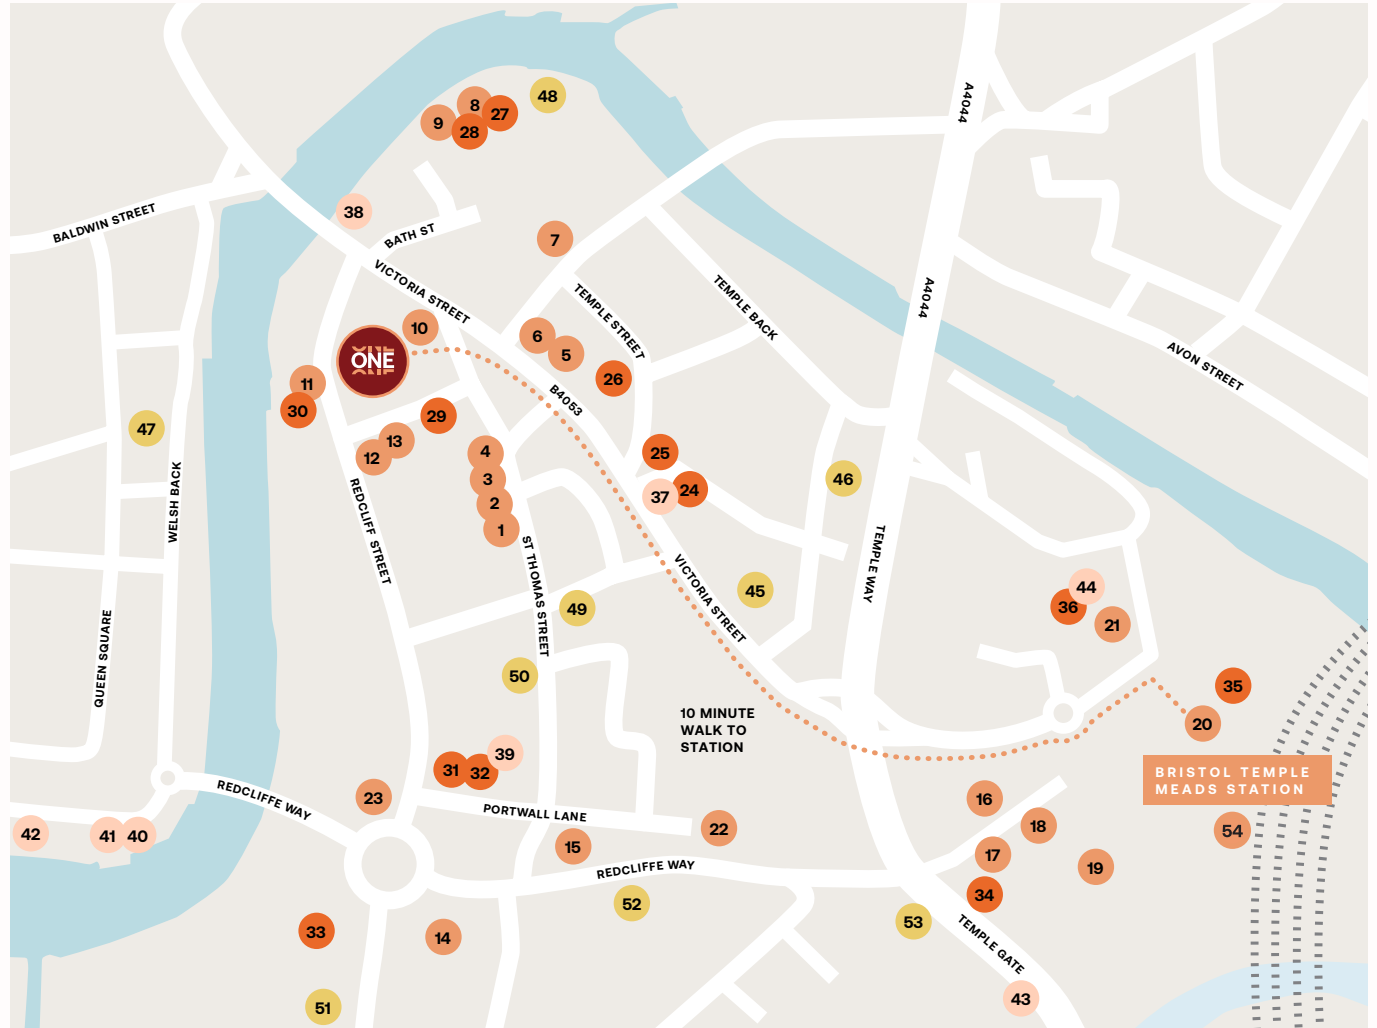 48
8
27
9
28
A4044
38
BALDWIN STREET
BATH ST
7
VICTORIA STREET
TEMPLE STREET
TEMPLE BACK
A4044
10
6
5
ONE
26
AVON STREET
11
30
B4053
29
47
13
12
4
25
3
46
24
37
2
1
WELSH BACK
REDCLIFF STREET
ST THOMAS STREET
TEMPLE WAY
VICTORIA STREET
45
44
36
49
21
QUEEN SQUARE
50
35
10 MINUTE
WALK TO
STATION
20
39
31
32
BRISTOL TEMPLE
MEADS STATION
REDCLIFFE WAY
23
PORTWALL LANE
16
42
41
40
22
18
54
15
17
REDCLIFFE WAY
19
34
52
53
33
14
TEMPLE GATE
43
51